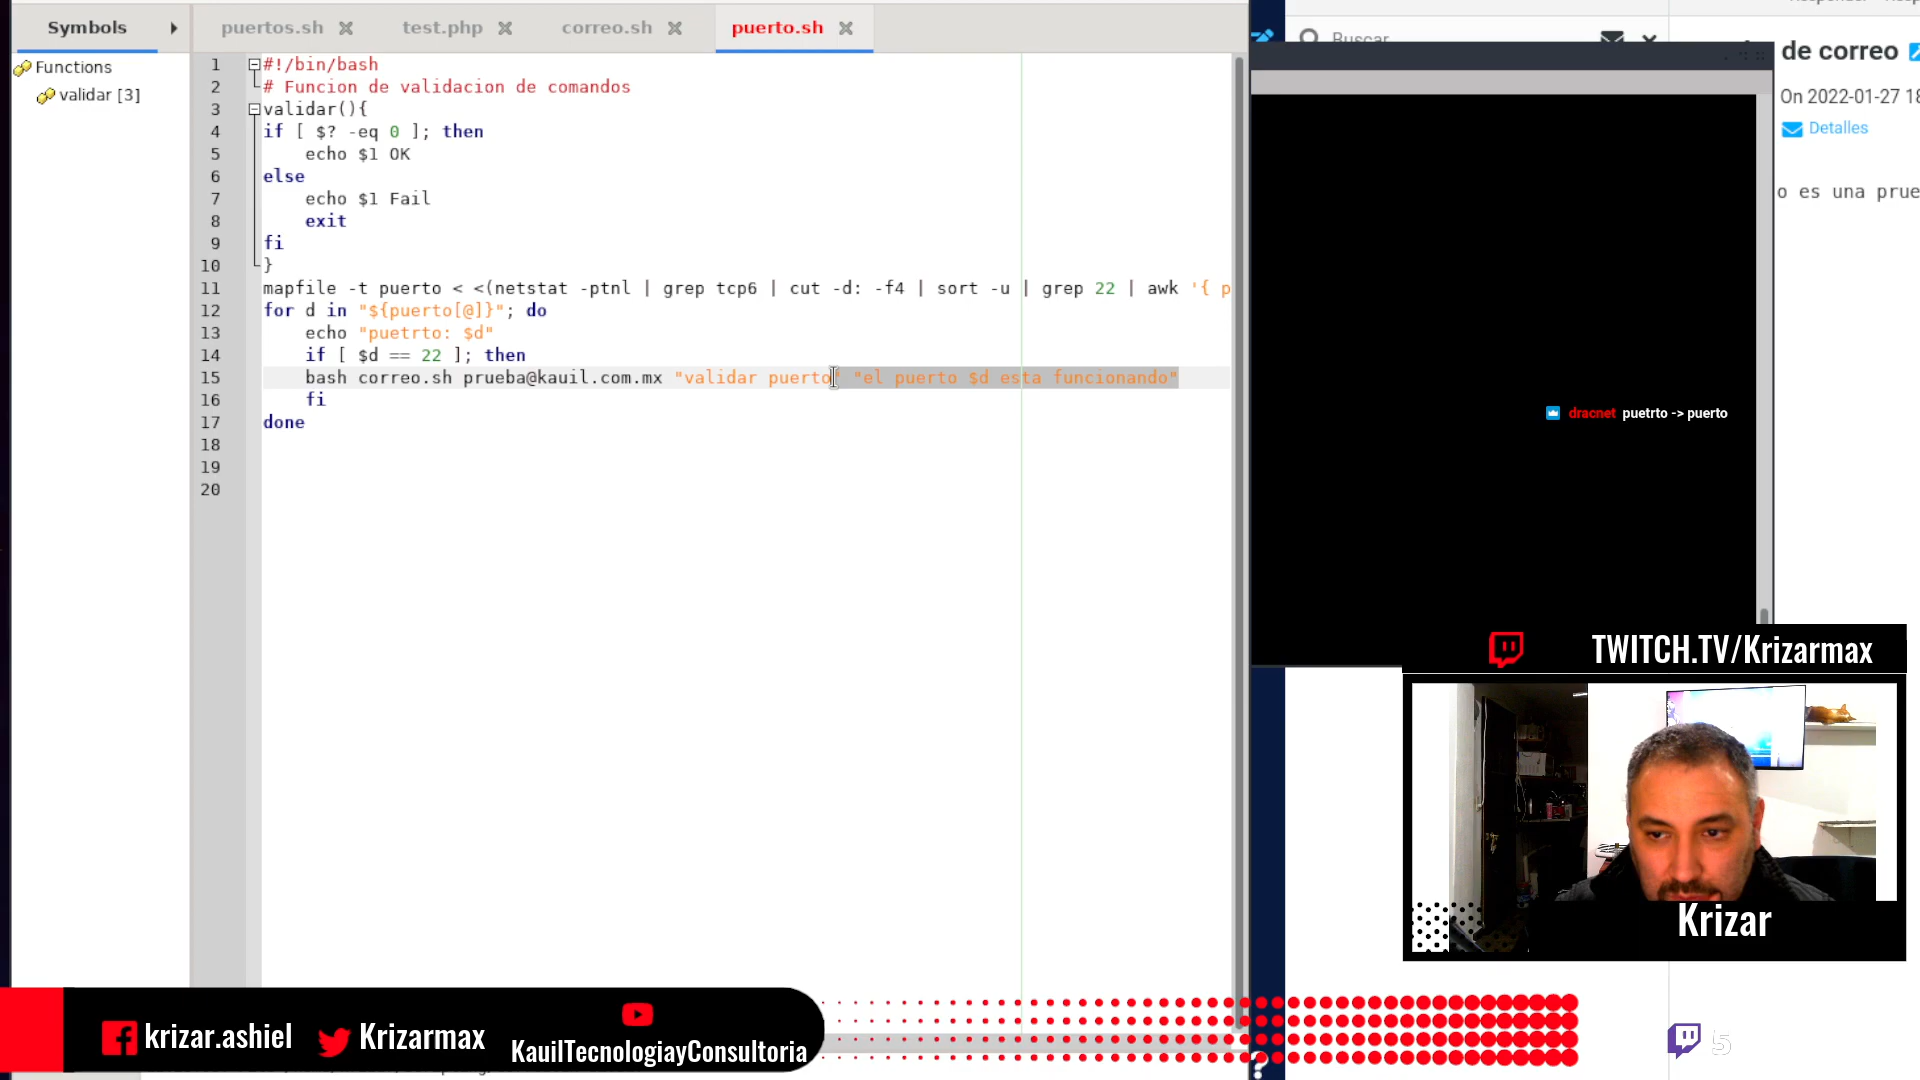 Symbols
puertos.sh
test.php
correo.sh
puerto.sh
Functions
validar [3]
1 #!/bin/bash
2 # Funcion de validacion de comandos
3 validar(){
4 if [ $? -eq 0 ]; then
5 echo $1 OK
6 else
7 echo $1 Fail
8 exit
9 fi
10 }
11 mapfile -t puerto < <(netstat -ptnl | grep tcp6 | cut -d: -f4 | sort -u | grep 22 | awk '{ p
12 for d in "${puerto[@]}"; do
13 echo "puetrto: $d"
14 if [ $d == 22 ]; then
15 bash correo.sh prueba@kauil.com.mx "validar puerto" "el puerto $d esta funcionando"
16 fi
17 done
18
19
20
Buscar
de correo
On 2022-01-27 18
Detalles
o es una prue
dracnet puetrto -> puerto
TWITCH.TV/Krizarmax
Krizar
krizar.ashiel
Krizarmax
KauilTecnologiayConsultoria
5
?